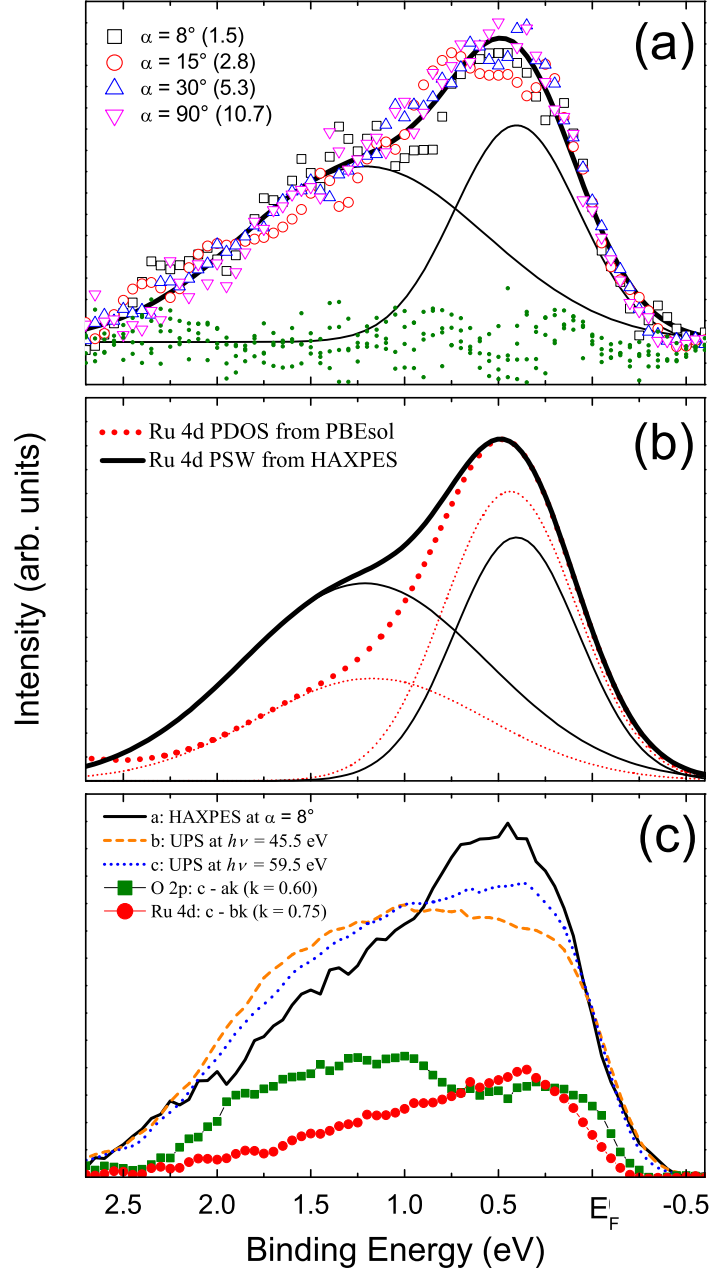 (a)
α = 8° (1.5)
α = 15° (2.8)
α = 30° (5.3)
α = 90° (10.7)
(b)
Ru 4d PDOS from PBEsol
Ru 4d PSW from HAXPES
Intensity (arb. units)
(c)
a: HAXPES at α = 8°
b: UPS at hν = 45.5 eV
c: UPS at hν = 59.5 eV
O 2p: c - ak (k = 0.60)
Ru 4d: c - bk (k = 0.75)
2.5 2.0 1.5 1.0 0.5 E_F -0.5
Binding Energy (eV)